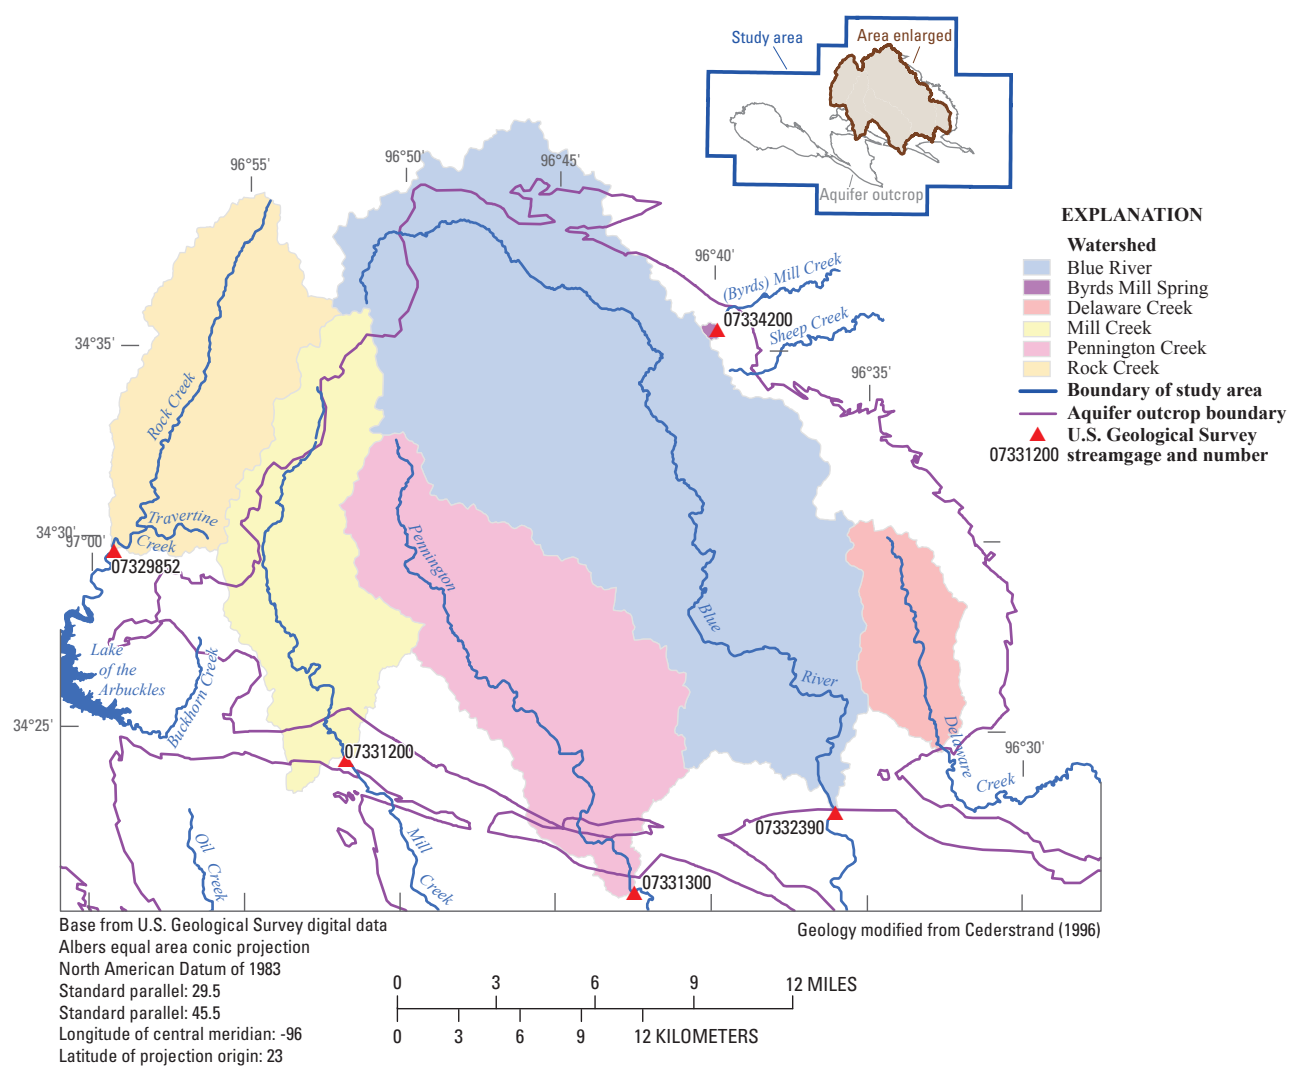 Study area
Area enlarged
Aquifer outcrop
96°55'
96°50'
96°45'
96°40'
96°35'
96°30'
34°35'
34°30'
97°00'
34°25'
EXPLANATION
Watershed
Blue River
Byrds Mill Spring
Delaware Creek
Mill Creek
Pennington Creek
Rock Creek
Boundary of study area
Aquifer outcrop boundary
U.S. Geological Survey
07331200 streamgage and number
(Byrds) Mill Creek
07334200
Sheep Creek
Rock Creek
Travertine
Creek
07329852
Pennington
Blue
River
Lake
of the
Arbuckles
Buckhorn Creek
07331200
Delaware
Creek
07332390
Oil
Creek
Mill
Creek
07331300
Base from U.S. Geological Survey digital data
Albers equal area conic projection
North American Datum of 1983
Standard parallel: 29.5
Standard parallel: 45.5
Longitude of central meridian: -96
Latitude of projection origin: 23
Geology modified from Cederstrand (1996)
0 3 6 9 12 MILES
0 3 6 9 12 KILOMETERS